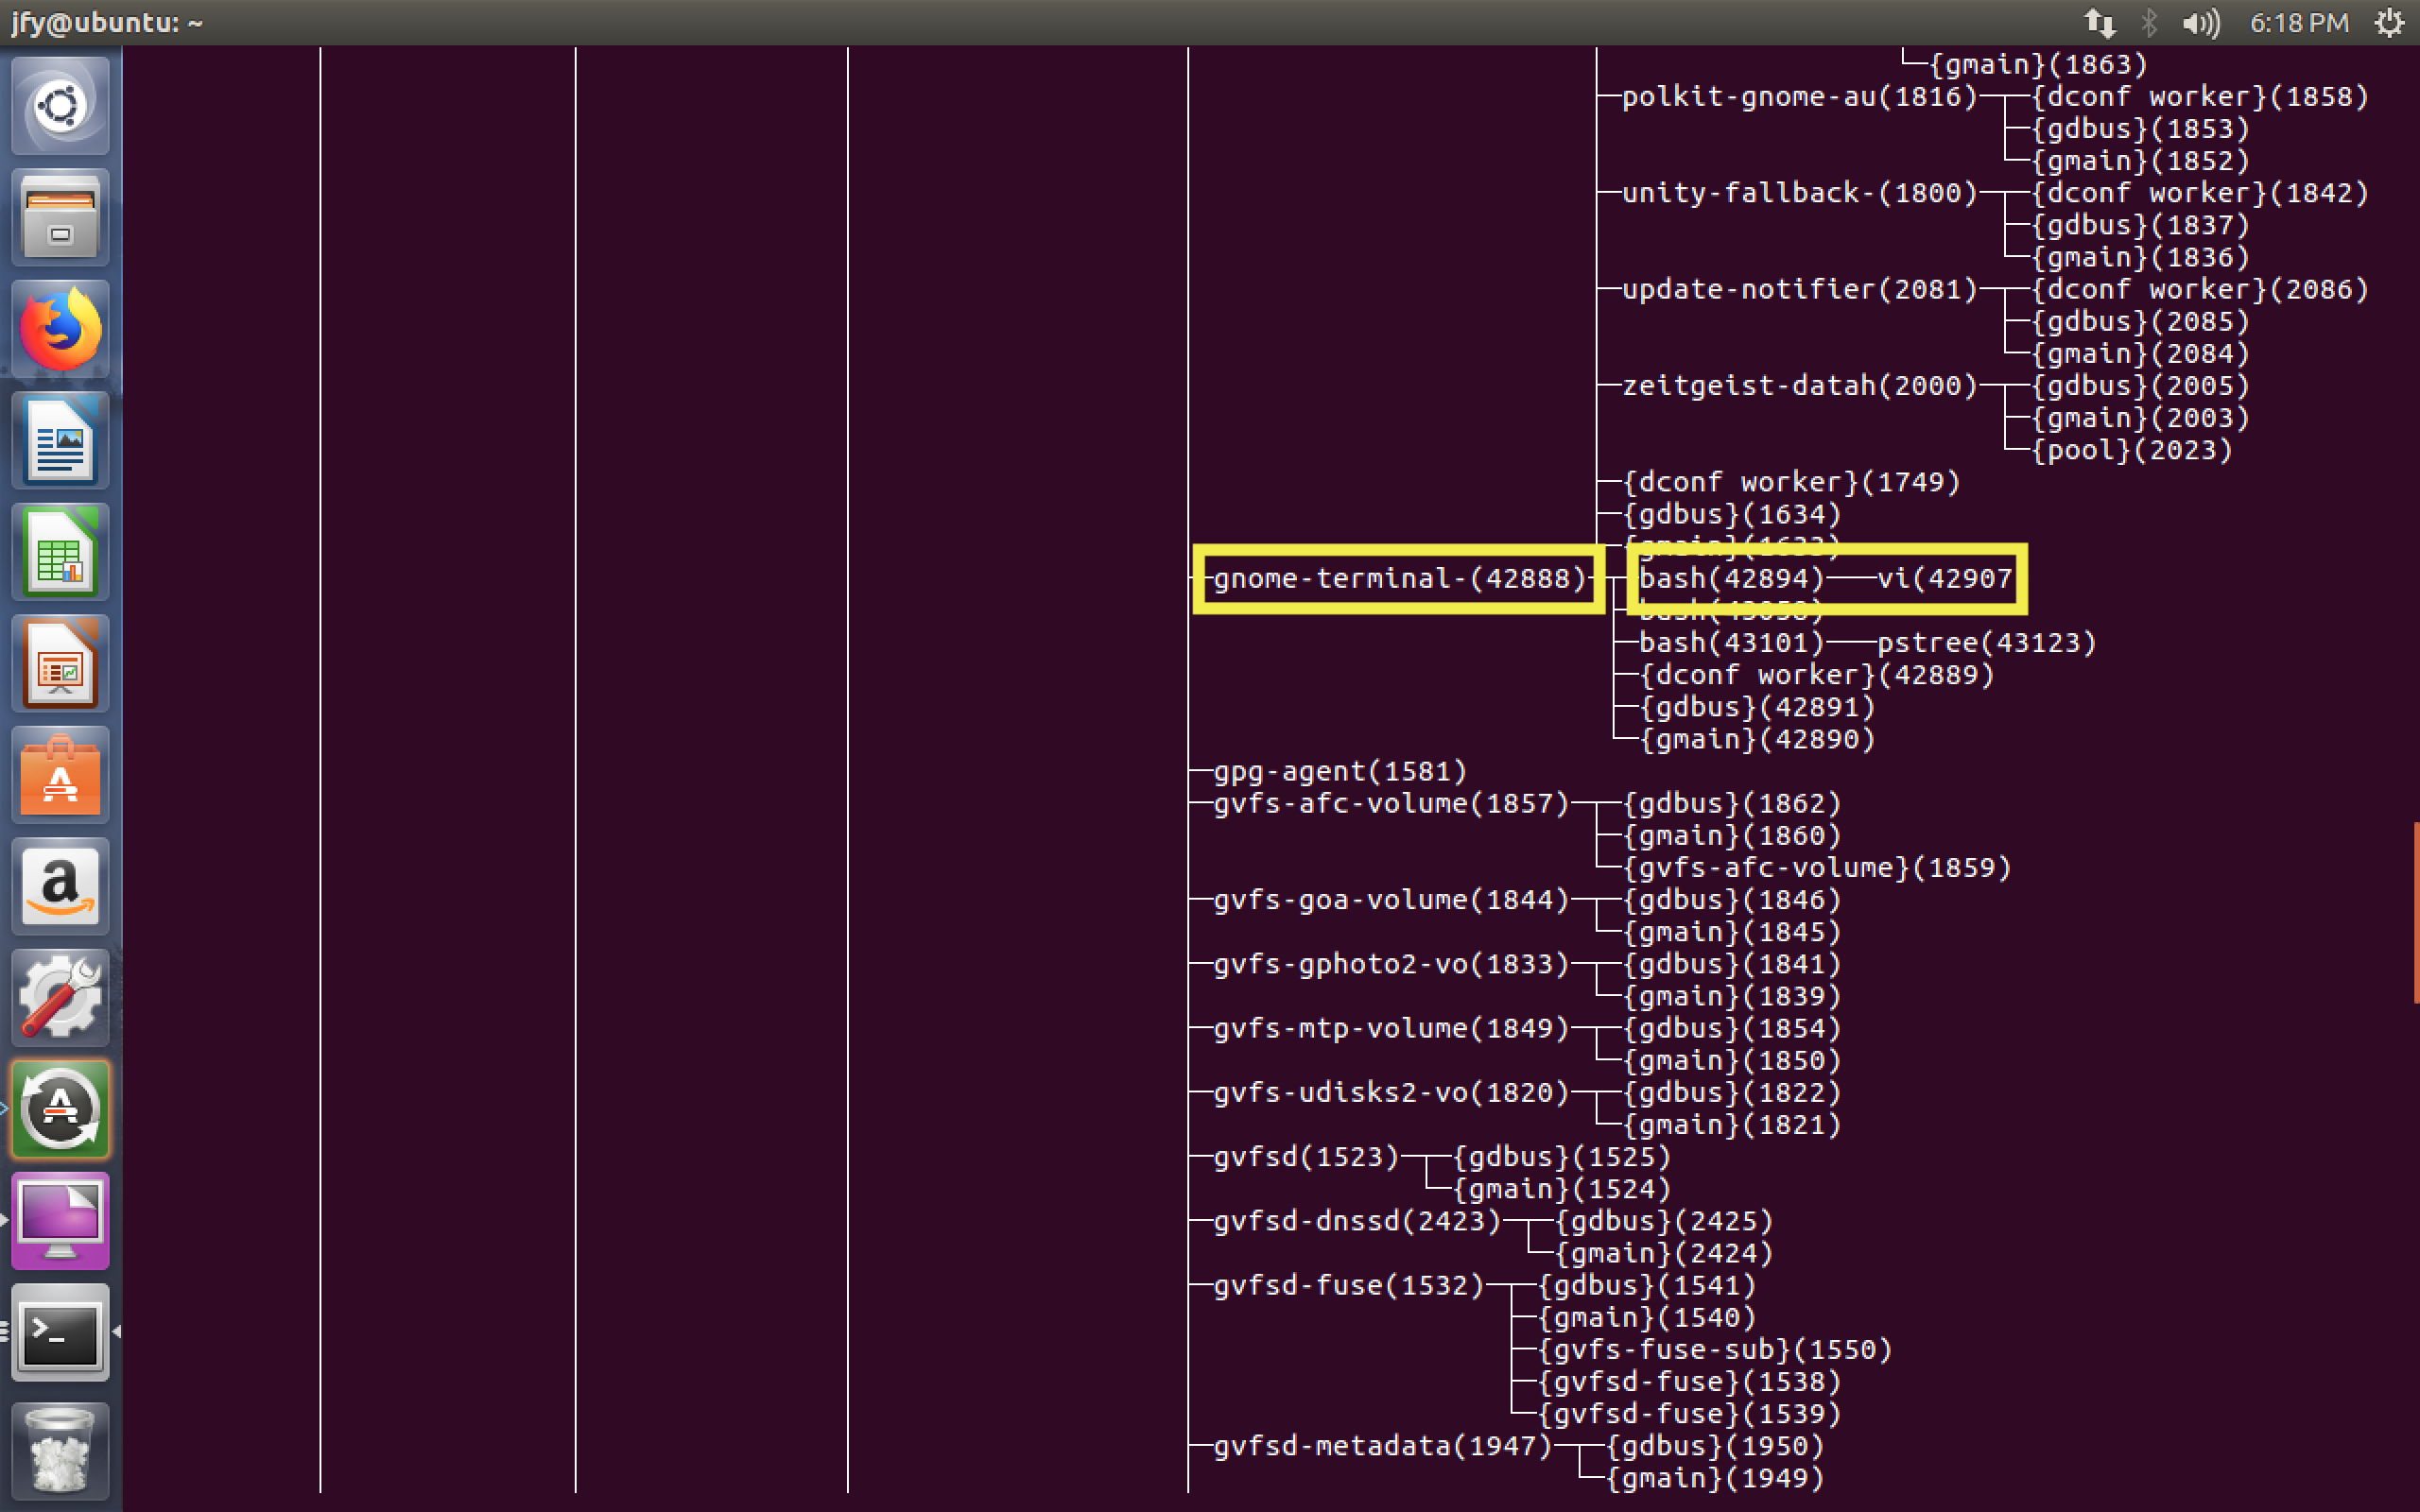 jfy@ubuntu: ~ 6:18 PM
{gmain}(1863)
polkit-gnome-au(1816) {dconf worker}(1858)
{gdbus}(1853)
{gmain}(1852)
unity-fallback-(1800) {dconf worker}(1842)
{gdbus}(1837)
{gmain}(1836)
update-notifier(2081) {dconf worker}(2086)
{gdbus}(2085)
{gmain}(2084)
zeitgeist-datah(2000) {gdbus}(2005)
{gmain}(2003)
{pool}(2023)
{dconf worker}(1749)
{gdbus}(1634)
{gmain}(1633)
gnome-terminal-(42888) bash(42894) vi(42907
bash(43058)
bash(43101) pstree(43123)
{dconf worker}(42889)
{gdbus}(42891)
{gmain}(42890)
gpg-agent(1581)
gvfs-afc-volume(1857) {gdbus}(1862)
{gmain}(1860)
{gvfs-afc-volume}(1859)
gvfs-goa-volume(1844) {gdbus}(1846)
{gmain}(1845)
gvfs-gphoto2-vo(1833) {gdbus}(1841)
{gmain}(1839)
gvfs-mtp-volume(1849) {gdbus}(1854)
{gmain}(1850)
gvfs-udisks2-vo(1820) {gdbus}(1822)
{gmain}(1821)
gvfsd(1523) {gdbus}(1525)
{gmain}(1524)
gvfsd-dnssd(2423) {gdbus}(2425)
{gmain}(2424)
gvfsd-fuse(1532) {gdbus}(1541)
{gmain}(1540)
{gvfs-fuse-sub}(1550)
{gvfsd-fuse}(1538)
{gvfsd-fuse}(1539)
gvfsd-metadata(1947) {gdbus}(1950)
{gmain}(1949)